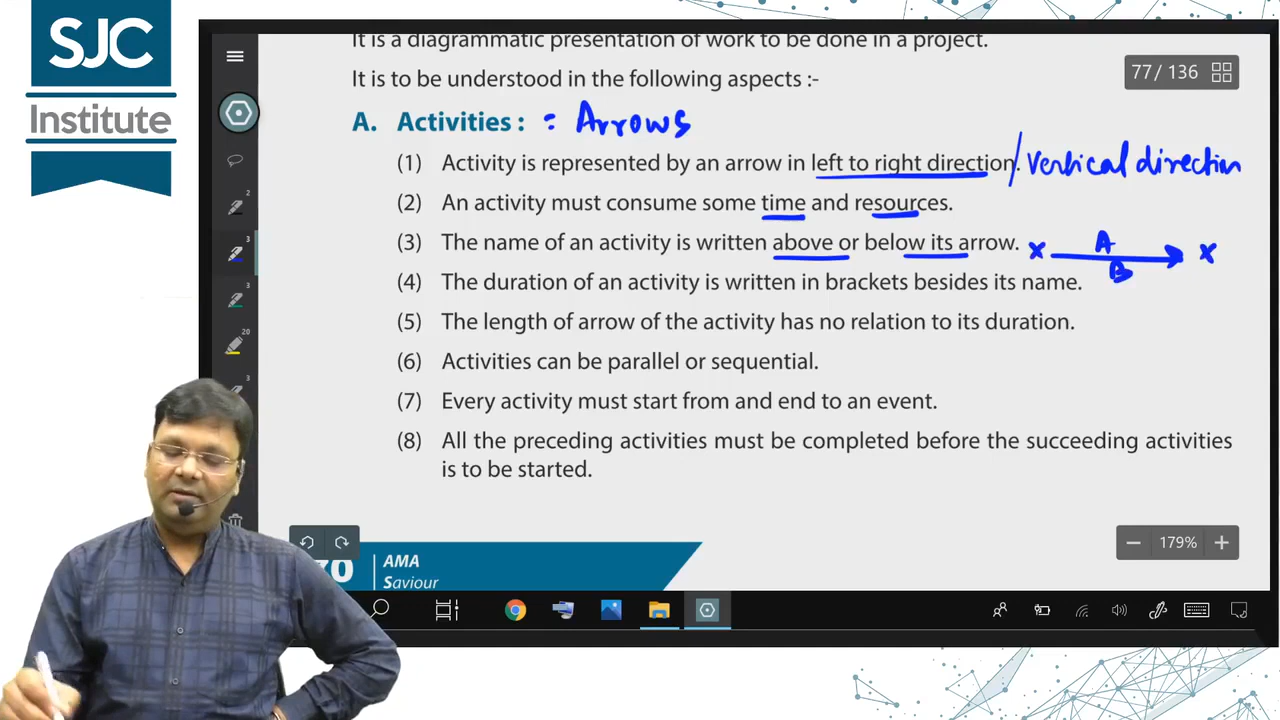 SJC
Institute
It is a diagrammatic presentation of work to be done in a project.
It is to be understood in the following aspects :-
77 / 136
A. Activities : = Arrows
(1) Activity is represented by an arrow in left to right direction. / Vertical direction
(2) An activity must consume some time and resources.
(3) The name of an activity is written above or below its arrow. x A x
B
(4) The duration of an activity is written in brackets besides its name.
(5) The length of arrow of the activity has no relation to its duration.
(6) Activities can be parallel or sequential.
(7) Every activity must start from and end to an event.
(8) All the preceding activities must be completed before the succeeding activities
is to be started.
2
3
3
20
3
179%
AMA
Saviour